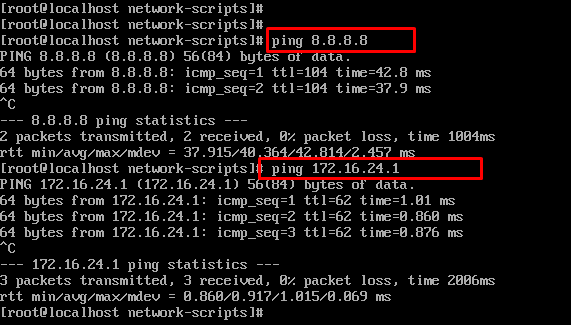 [root@localhost network-scripts]#
[root@localhost network-scripts]#
[root@localhost network-scripts]# ping 8.8.8.8
PING 8.8.8.8 (8.8.8.8) 56(84) bytes of data.
64 bytes from 8.8.8.8: icmp_seq=1 ttl=104 time=42.8 ms
64 bytes from 8.8.8.8: icmp_seq=2 ttl=104 time=37.9 ms
^C
--- 8.8.8.8 ping statistics ---
2 packets transmitted, 2 received, 0% packet loss, time 1004ms
rtt min/avg/max/mdev = 37.915/40.364/42.814/2.457 ms
[root@localhost network-scripts]# ping 172.16.24.1
PING 172.16.24.1 (172.16.24.1) 56(84) bytes of data.
64 bytes from 172.16.24.1: icmp_seq=1 ttl=62 time=1.01 ms
64 bytes from 172.16.24.1: icmp_seq=2 ttl=62 time=0.860 ms
64 bytes from 172.16.24.1: icmp_seq=3 ttl=62 time=0.876 ms
^C
--- 172.16.24.1 ping statistics ---
3 packets transmitted, 3 received, 0% packet loss, time 2006ms
rtt min/avg/max/mdev = 0.860/0.917/1.015/0.069 ms
[root@localhost network-scripts]#